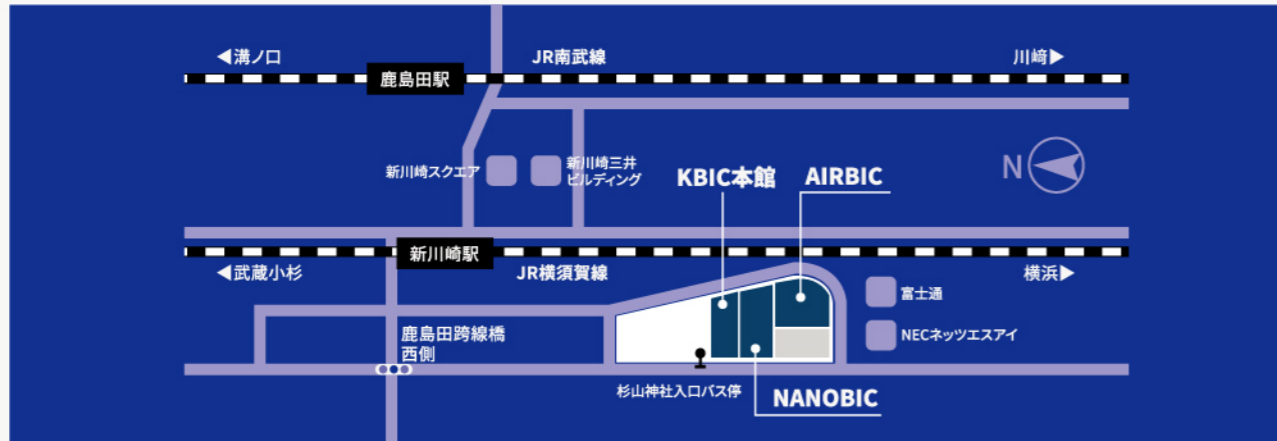 ◀溝ノ口
JR南武線
川﨑▶
鹿島田駅
新川崎スクエア
新川崎三井
ビルディング
KBIC本館
AIRBIC
N
新川崎駅
◀武蔵小杉
JR横須賀線
横浜▶
富士通
鹿島田跨線橋
西側
NECネッツエスアイ
杉山神社入口バス停
NANOBIC